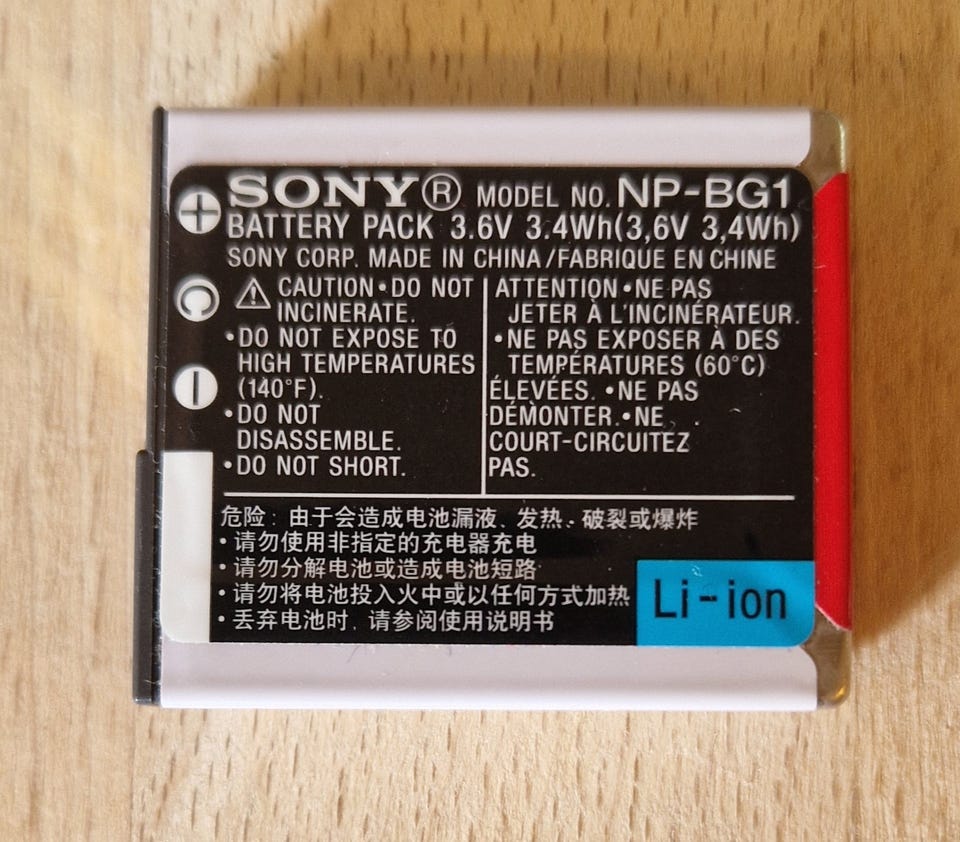 SONY® MODEL NO. NP-BG1
BATTERY PACK 3.6V 3.4Wh(3,6V 3,4Wh)
SONY CORP. MADE IN CHINA/FABRIQUE EN CHINE
CAUTION•DO NOT
INCINERATE.
•DO NOT EXPOSE TO
HIGH TEMPERATURES
(140°F).
•DO NOT
DISASSEMBLE.
•DO NOT SHORT.
ATTENTION•NE PAS
JETER À L'INCINÉRATEUR.
•NE PAS EXPOSER À DES
TEMPÉRATURES (60°C)
ÉLEVÉES. •NE PAS
DÉMONTER.•NE
COURT-CIRCUITEZ
PAS.
危险: 由于会造成电池漏液、发热、破裂或爆炸
•请勿使用非指定的充电器充电
•请勿分解电池或造成电池短路
•请勿将电池投入火中或以任何方式加热
•丢弃电池时, 请参阅使用说明书
Li-ion